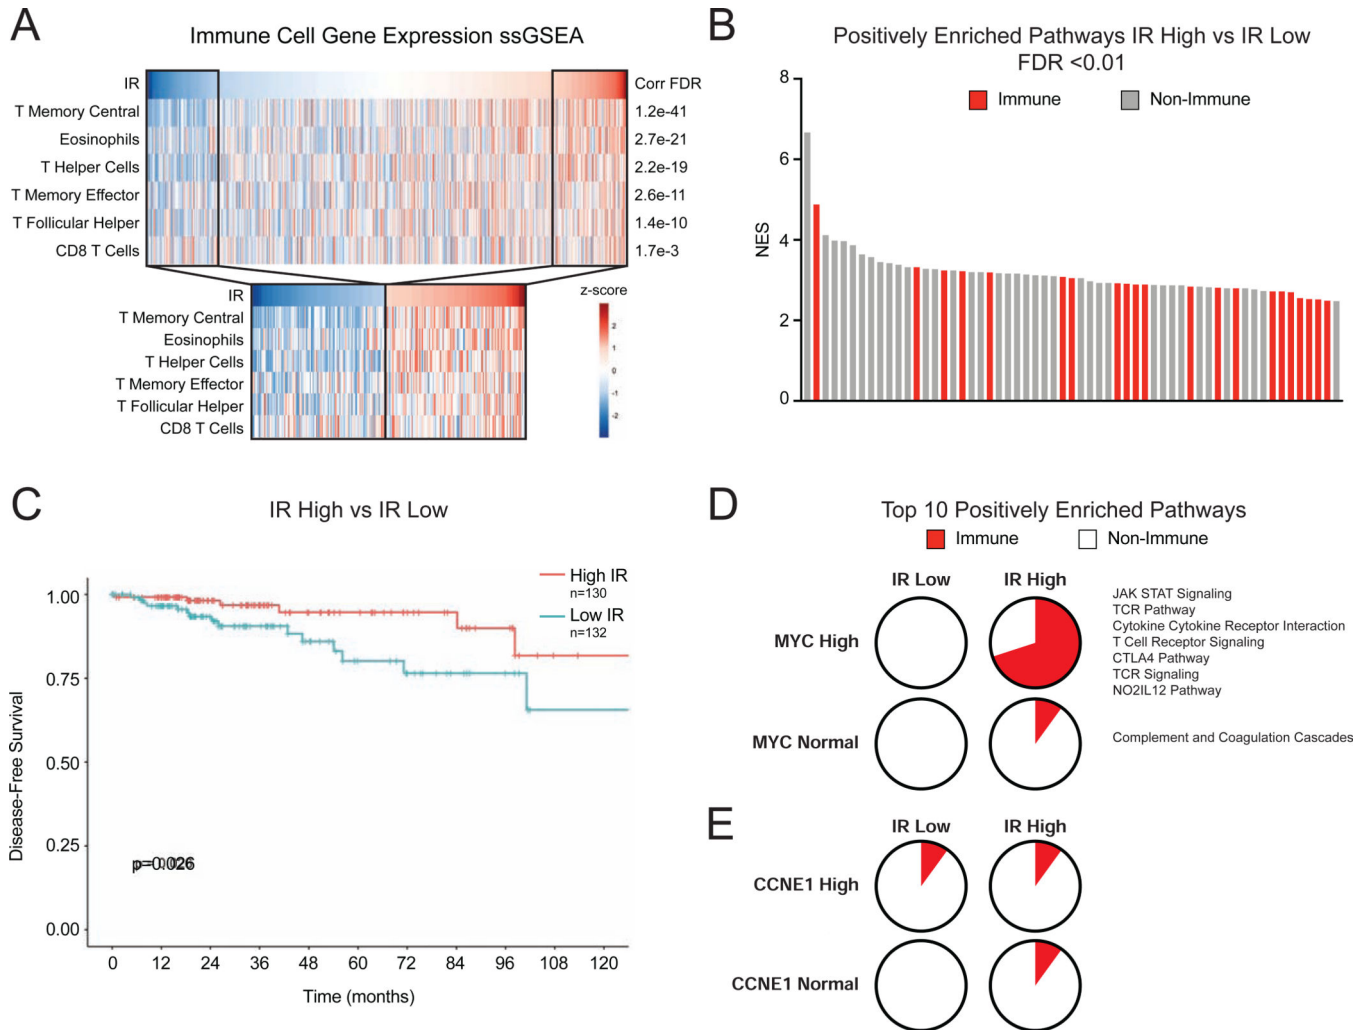 A
Immune Cell Gene Expression ssGSEA
IR
Corr FDR
T Memory Central
1.2e-41
Eosinophils
2.7e-21
T Helper Cells
2.2e-19
T Memory Effector
2.6e-11
T Follicular Helper
1.4e-10
CD8 T Cells
1.7e-3
IR
T Memory Central
Eosinophils
T Helper Cells
T Memory Effector
T Follicular Helper
CD8 T Cells
z-score
2
1
0
-1
-2
B
Positively Enriched Pathways IR High vs IR Low
FDR <0.01
Immune
Non-Immune
8
6
4
2
0
NES
C
IR High vs IR Low
High IR
n=130
Low IR
n=132
1.00
0.75
0.50
0.25
0.00
Disease-Free Survival
p=0.026
0 12 24 36 48 60 72 84 96 108 120
Time (months)
D
Top 10 Positively Enriched Pathways
Immune
Non-Immune
IR Low
IR High
MYC High
JAK STAT Signaling
TCR Pathway
Cytokine Cytokine Receptor Interaction
T Cell Receptor Signaling
CTLA4 Pathway
TCR Signaling
NO2IL12 Pathway
MYC Normal
Complement and Coagulation Cascades
E
IR Low
IR High
CCNE1 High
CCNE1 Normal